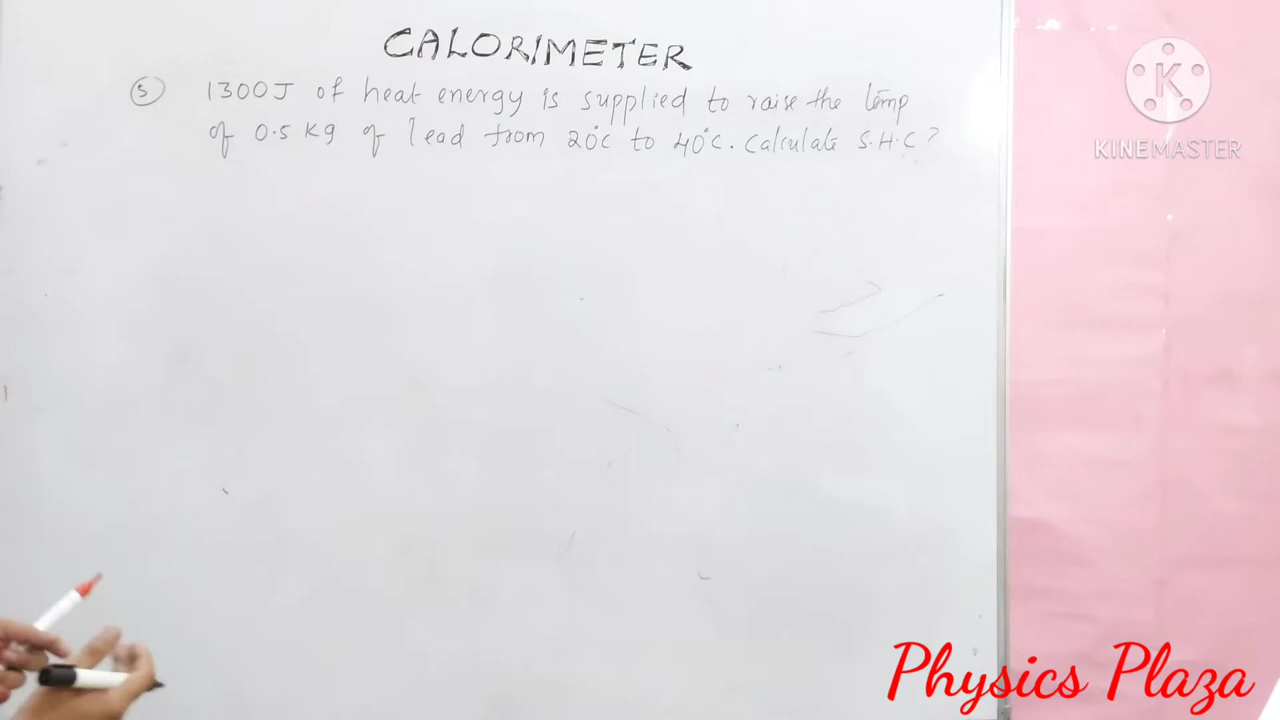 CALORIMETER
5 1300J of heat energy is supplied to raise the temp
of 0.5 kg of lead from 20°C to 40°C. Calculate S.H.C?
K
KINEMASTER
Physics Plaza